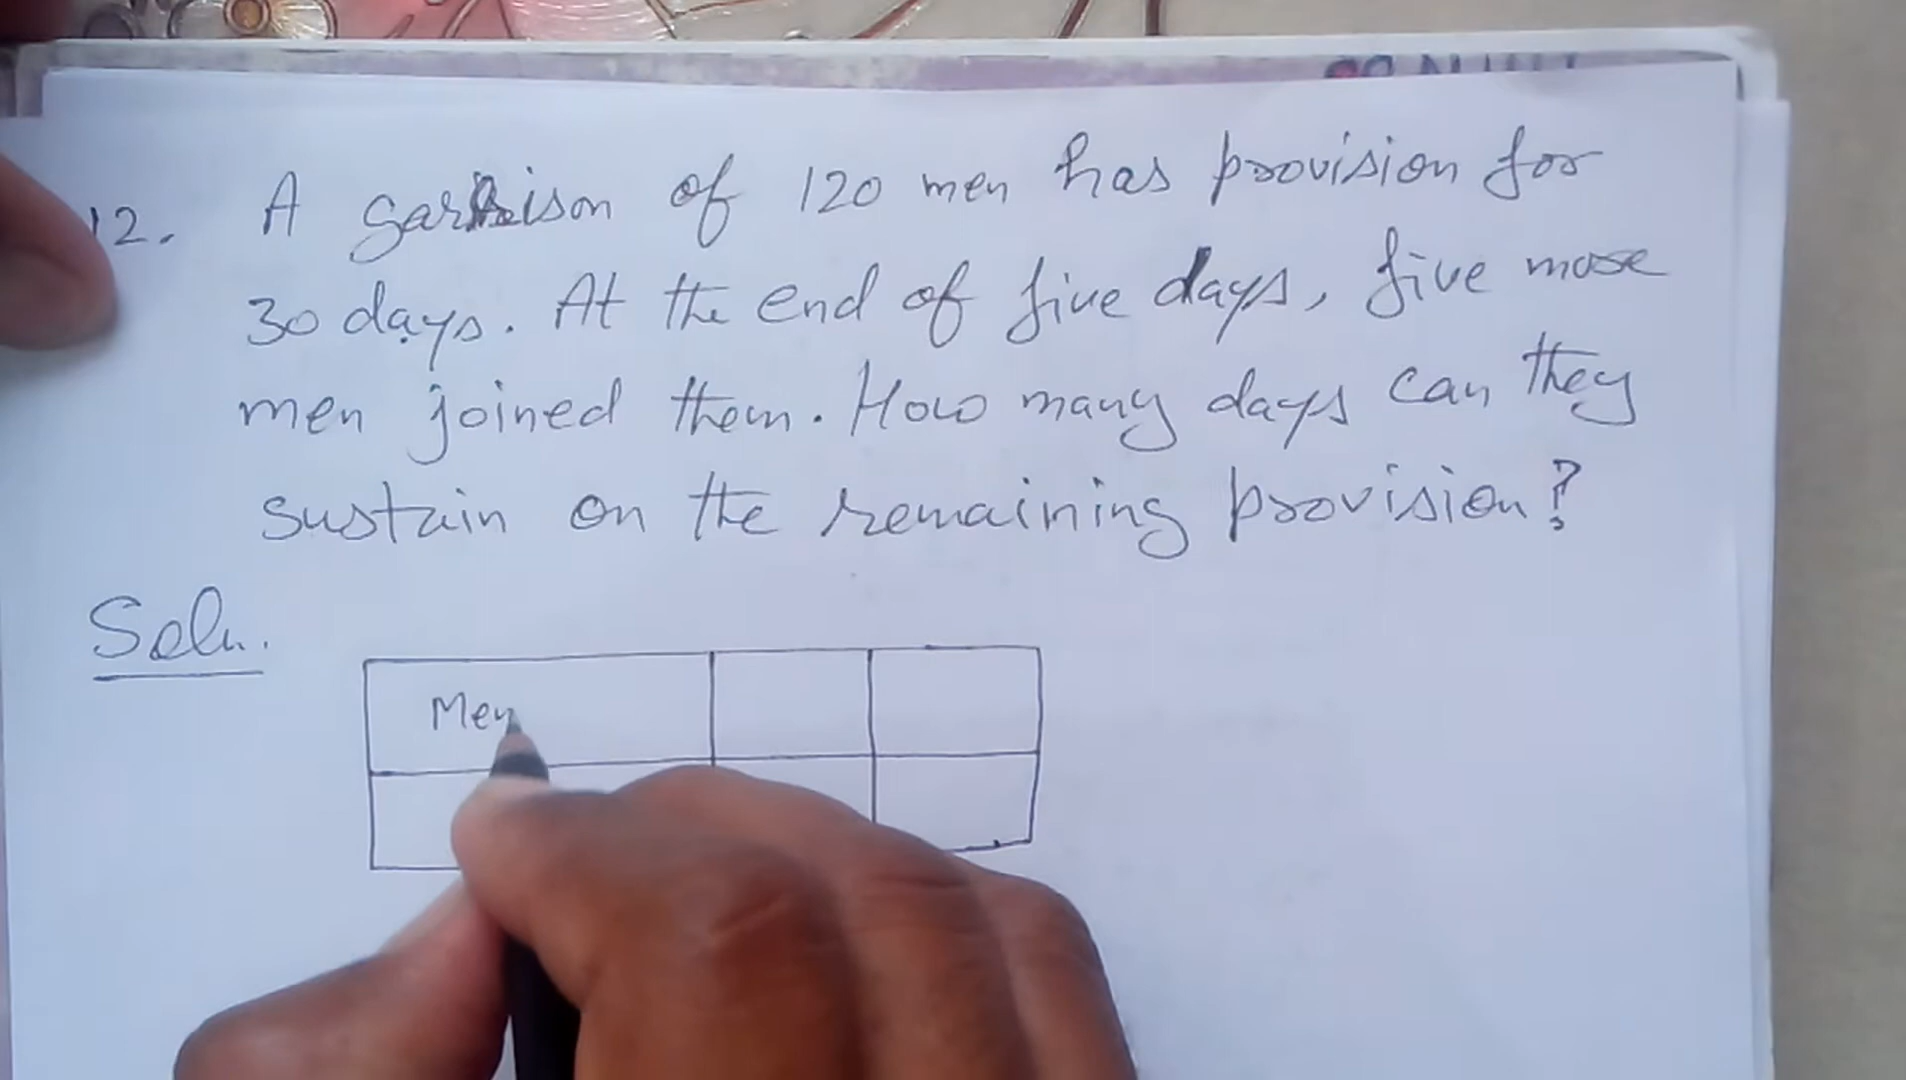 12. A garrison of 120 men has provision for
30 days. At the end of five days, five more
men joined them. How many days can they
sustain on the remaining provision?
Soln.
Men